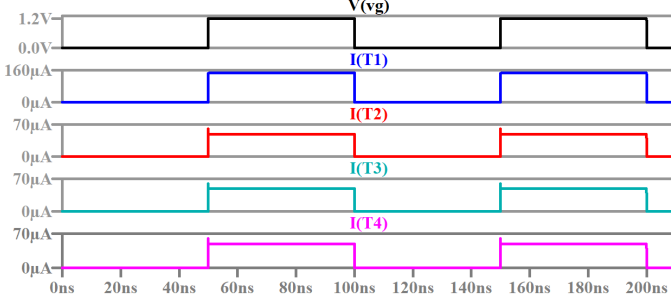 V(vg)
1.2V
0.0V
I(T1)
160µA
0µA
I(T2)
70µA
0µA
I(T3)
70µA
0µA
I(T4)
70µA
0µA
0ns 20ns 40ns 60ns 80ns 100ns 120ns 140ns 160ns 180ns 200ns